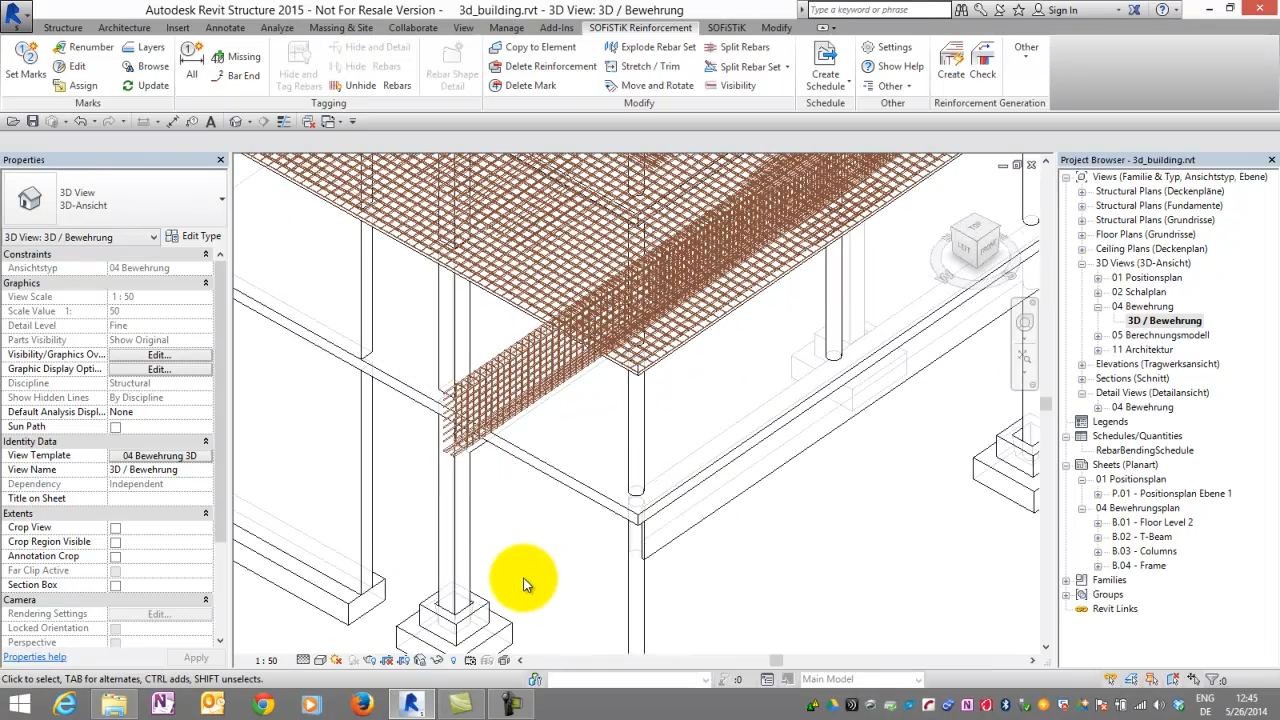 Autodesk Revit Structure 2015 - Not For Resale Version - 3d_building.rvt - 3D View: 3D / Bewehrung
Type a keyword or phrase
Sign In
Structure Architecture Insert Annotate Analyze Massing & Site Collaborate View Manage Add-Ins SOFiSTiK Reinforcement SOFiSTiK Modify
Set Marks
Renumber
Edit
Assign
Layers
Browse
Update
Marks
All
Missing
Bar End
Hide and Tag Rebars
Hide and Detail
Hide Rebars
Unhide Rebars
Rebar Shape Detail
Tagging
Copy to Element
Delete Reinforcement
Delete Mark
Explode Rebar Set
Stretch / Trim
Move and Rotate
Split Rebars
Split Rebar Set
Visibility
Modify
Create Schedule
Schedule
Settings
Show Help
Other
Other
Create
Check
Other
Reinforcement Generation
Properties
3D View
3D-Ansicht
3D View: 3D / Bewehrung
Edit Type
Constraints
Ansichtstyp 04 Bewehrung
Graphics
View Scale 1 : 50
Scale Value 1: 50
Detail Level Fine
Parts Visibility Show Original
Visibility/Graphics Ov... Edit...
Graphic Display Opti... Edit...
Discipline Structural
Show Hidden Lines By Discipline
Default Analysis Displ... None
Sun Path
Identity Data
View Template 04 Bewehrung 3D
View Name 3D / Bewehrung
Dependency Independent
Title on Sheet
Extents
Crop View
Crop Region Visible
Annotation Crop
Far Clip Active
Section Box
Camera
Rendering Settings Edit...
Locked Orientation
Perspective
Properties help
Apply
TOP
LEFT
FRONT
1 : 50
Project Browser - 3d_building.rvt
Views (Familie & Typ, Ansichtstyp, Ebene)
Structural Plans (Deckenpläne)
Structural Plans (Fundamente)
Structural Plans (Grundrisse)
Floor Plans (Grundrisse)
Ceiling Plans (Deckenpläne)
3D Views (3D-Ansicht)
01 Positionsplan
02 Schalplan
04 Bewehrung
3D / Bewehrung
05 Berechnungsmodell
11 Architektur
Elevations (Tragwerksansicht)
Sections (Schnitt)
Detail Views (Detailansicht)
04 Bewehrung
Legends
Schedules/Quantities
RebarBendingSchedule
Sheets (Planart)
01 Positionsplan
P.01 - Positionsplan Ebene 1
04 Bewehrungsplan
B.01 - Floor Level 2
B.02 - T-Beam
B.03 - Columns
B.04 - Frame
Families
Groups
Revit Links
Click to select, TAB for alternates, CTRL adds, SHIFT unselects.
:0
Main Model
:0
ENG
DE
12:45
5/26/2014